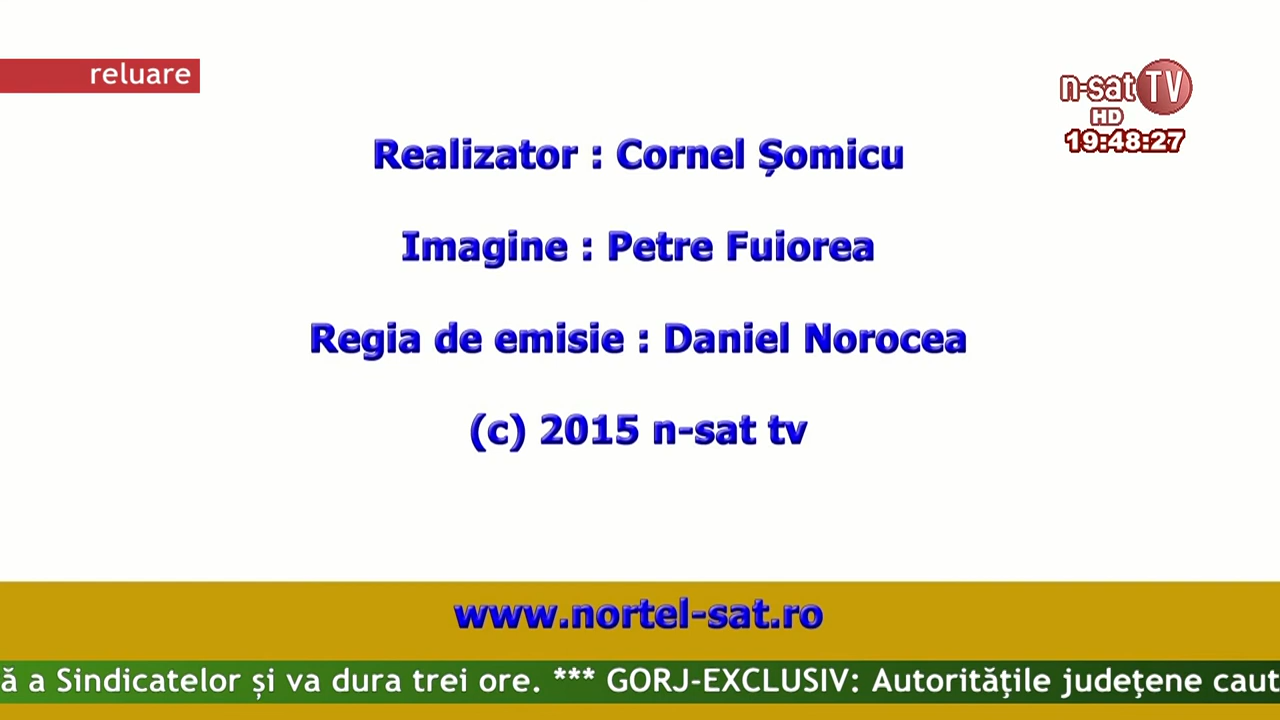 reluare
n-sat TV
HD
19:48:27
Realizator : Cornel Șomicu
Imagine : Petre Fuiorea
Regia de emisie : Daniel Norocea
(c) 2015 n-sat tv
www.nortel-sat.ro
ă a Sindicatelor și va dura trei ore. *** GORJ-EXCLUSIV: Autoritățile județene caut